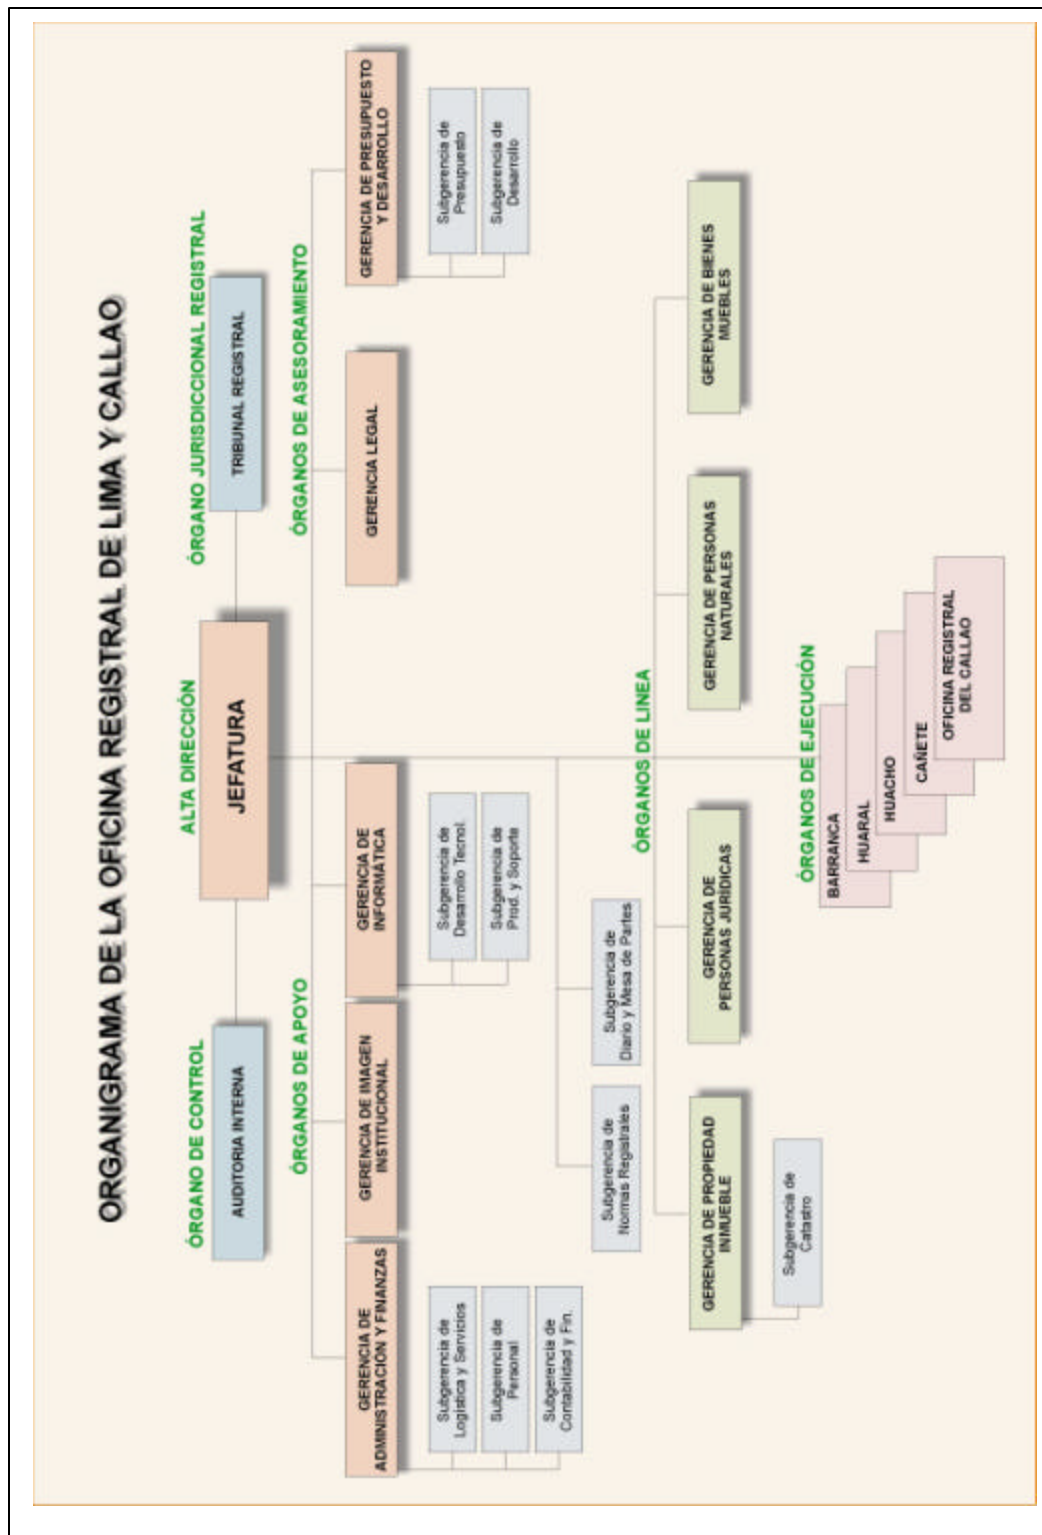 ORGANIGRAMA DE LA OFICINA REGISTRAL DE LIMA Y CALLAO
ÓRGANO DE CONTROL
AUDITORIA INTERNA
ALTA DIRECCIÓN
JEFATURA
ÓRGANO JURISDICCIONAL REGISTRAL
TRIBUNAL REGISTRAL
ÓRGANOS DE APOYO
GERENCIA DE
ADMINISTRACIÓN Y FINANZAS
Subgerencia de
Logística y Servicios
Subgerencia de
Personal
Subgerencia de
Contabilidad y Fin.
GERENCIA DE IMAGEN
INSTITUCIONAL
GERENCIA DE
INFORMÁTICA
Subgerencia de
Desarrollo Tecnol.
Subgerencia de
Prod. y Soporte
ÓRGANOS DE ASESORAMIENTO
GERENCIA LEGAL
GERENCIA DE PRESUPUESTO
Y DESARROLLO
Subgerencia de
Presupuesto
Subgerencia de
Desarrollo
Subgerencia de
Normas Registrales
Subgerencia de
Diario y Mesa de Partes
ÓRGANOS DE LINEA
GERENCIA DE PROPIEDAD
INMUEBLE
Subgerencia de
Catastro
GERENCIA DE
PERSONAS JURÍDICAS
GERENCIA DE PERSONAS
NATURALES
GERENCIA DE BIENES
MUEBLES
ÓRGANOS DE EJECUCIÓN
BARRANCA
HUARAL
HUACHO
CAÑETE
OFICINA REGISTRAL
DEL CALLAO